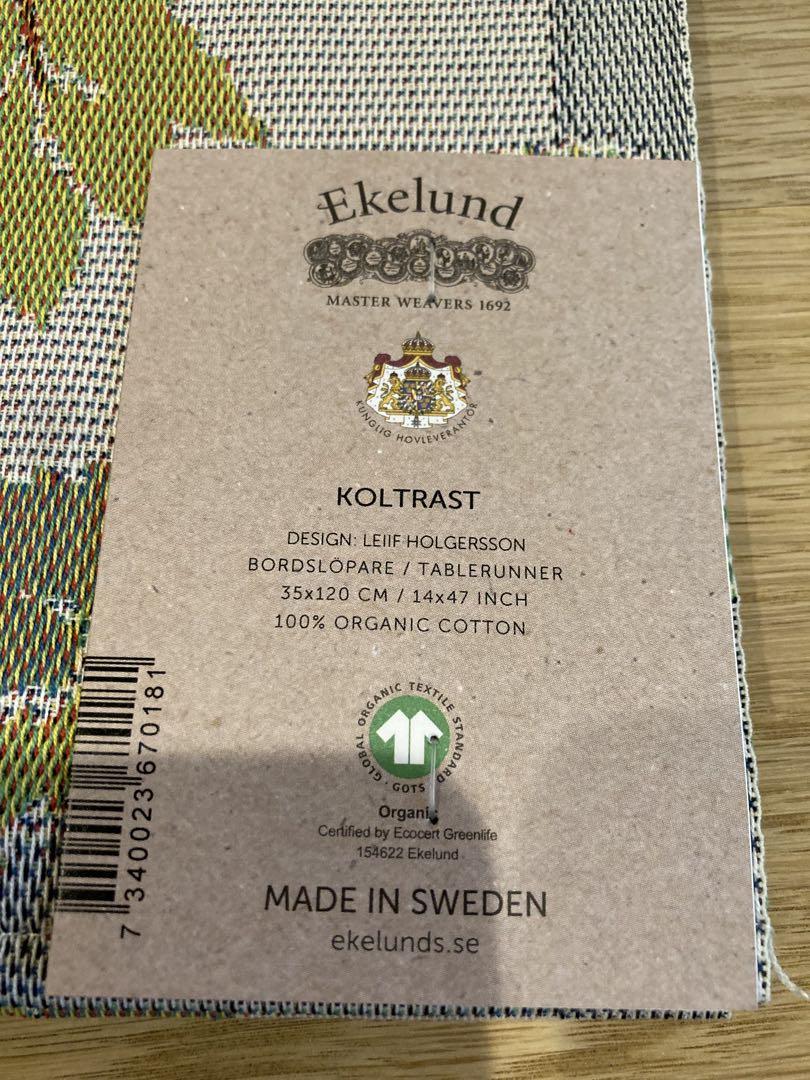 Ekelund
MASTER WEAVERS 1692
KUNGLIG HOVLEVERANTÖR
KOLTRAST
DESIGN: LEIIF HOLGERSSON
BORDSLÖPARE / TABLERUNNER
35x120 CM / 14x47 INCH
100% ORGANIC COTTON
GLOBAL ORGANIC TEXTILE STANDARD
· GOTS ·
Organic
Certified by Ecocert Greenlife
154622 Ekelund
MADE IN SWEDEN
ekelunds.se
7 340023 670181